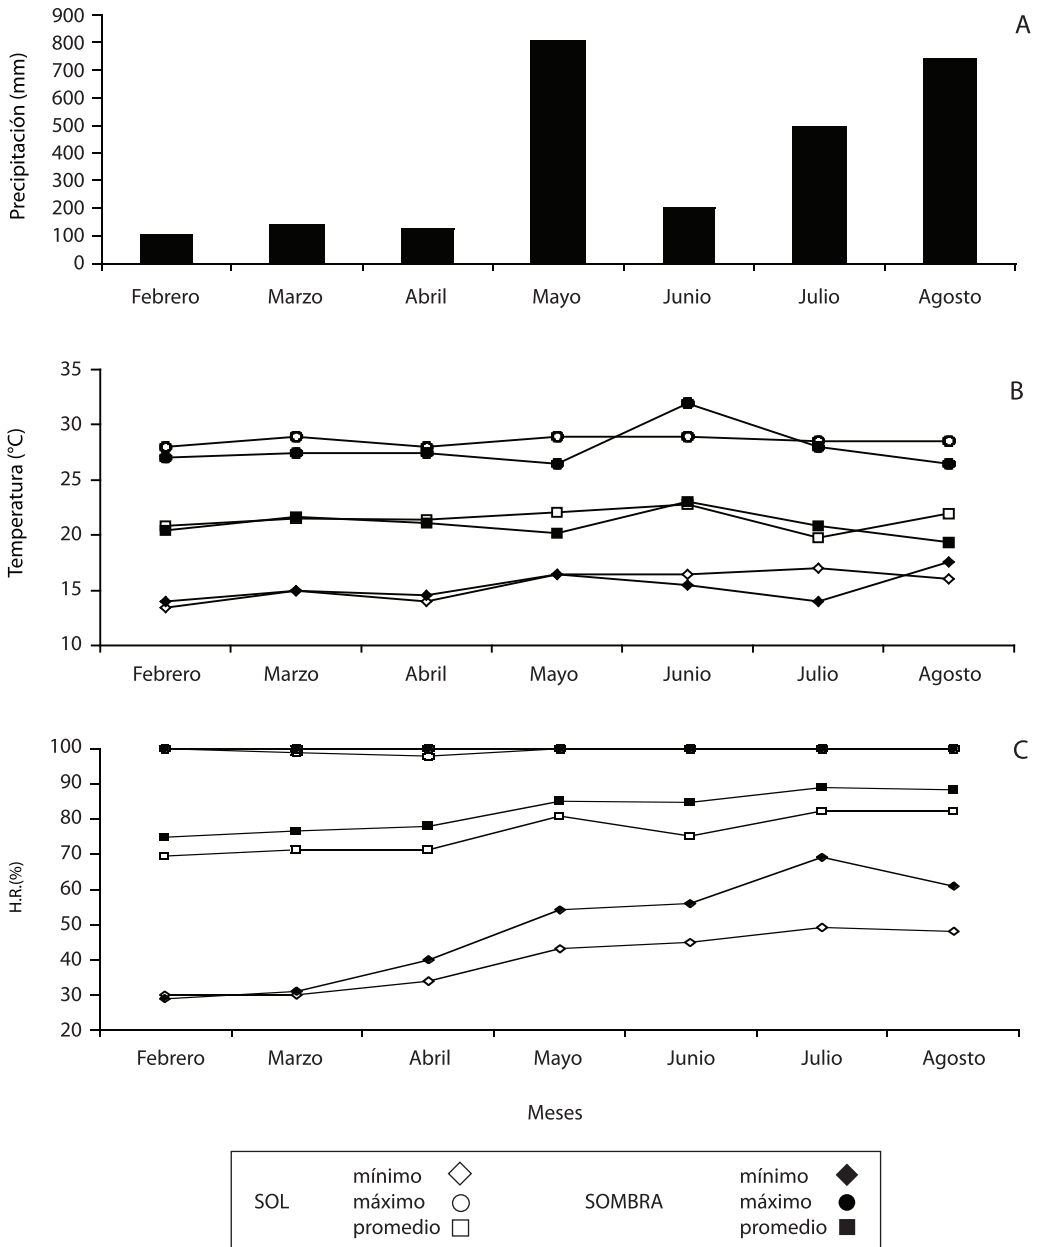 A
Precipitación (mm)
900
800
700
600
500
400
300
200
100
0
Febrero Marzo Abril Mayo Junio Julio Agosto
B
Temperatura (°C)
35
30
25
20
15
10
Febrero Marzo Abril Mayo Junio Julio Agosto
C
H.R.(%)
100
90
80
70
60
50
40
30
20
Febrero Marzo Abril Mayo Junio Julio Agosto
Meses
SOL
mínimo
máximo
promedio
SOMBRA
mínimo
máximo
promedio